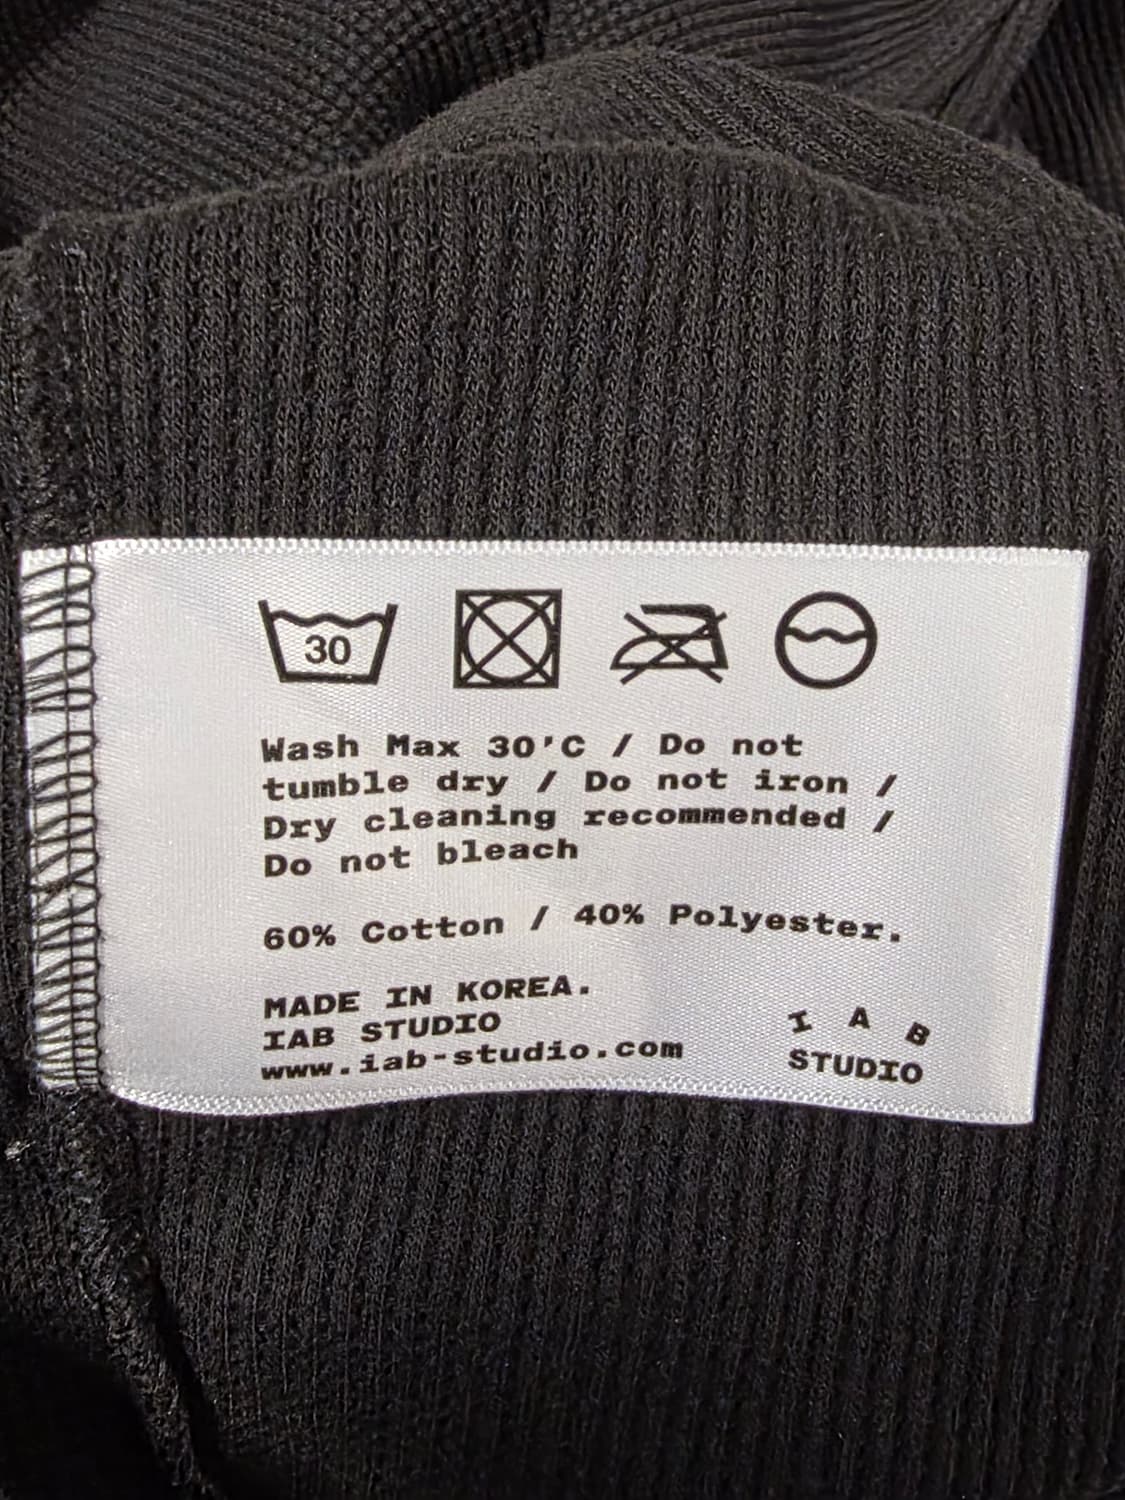 30
Wash Max 30'C / Do not
tumble dry / Do not iron /
Dry cleaning recommended /
Do not bleach
60% Cotton / 40% Polyester.
MADE IN KOREA.
IAB STUDIO
www.iab-studio.com
I A B
STUDIO